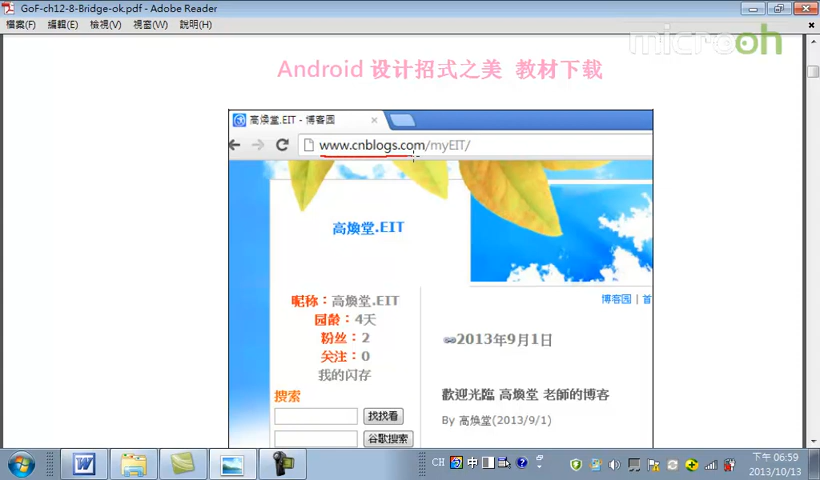 GoF-ch12-8-Bridge-ok.pdf - Adobe Reader
檔案(F) 編輯(E) 檢視(V) 視窗(W) 說明(H)
microoh
Android 设计招式之美 教材下载
高煥堂.EIT - 博客园
www.cnblogs.com/myEIT/
高煥堂.EIT
博客园 | 首
昵称：高煥堂.EIT
园龄：4天
粉丝：2
关注：0
我的闪存
搜索
找找看
谷歌搜索
2013年9月1日
歡迎光臨 高煥堂 老師的博客
By 高煥堂(2013/9/1)
CH 中
下午 06:59
2013/10/13